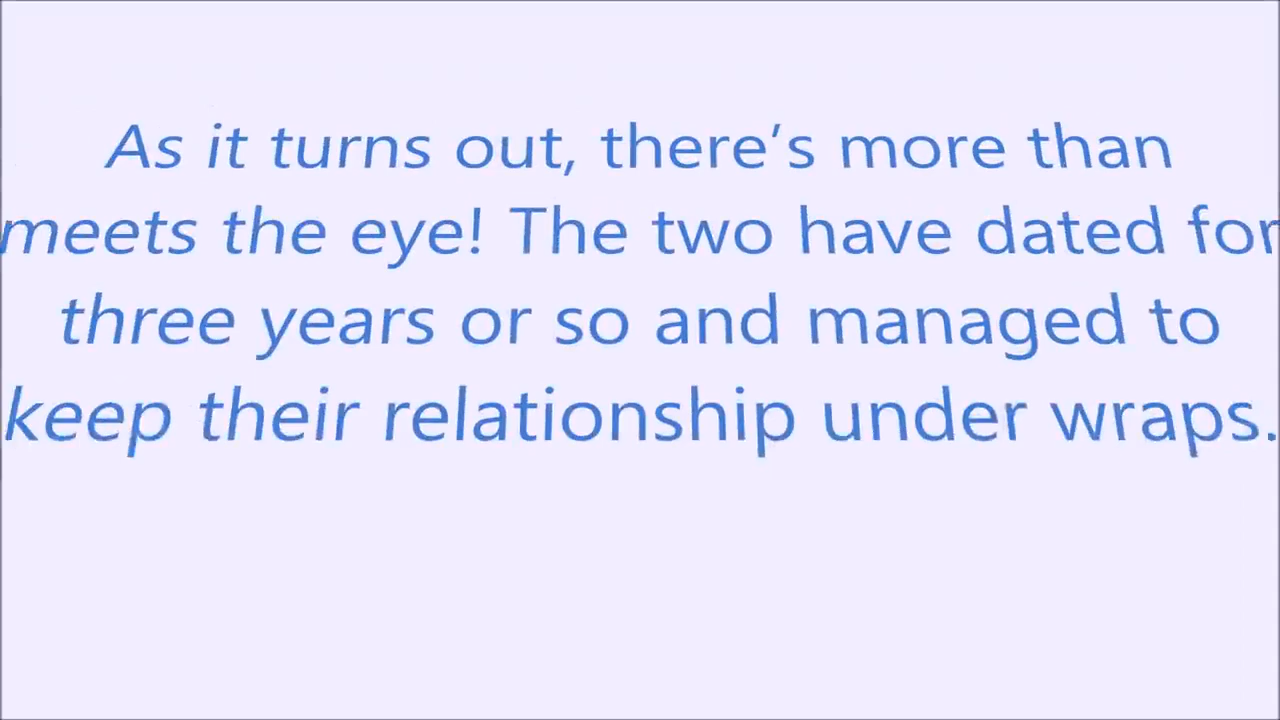 As it turns out, there’s more than
meets the eye! The two have dated for
three years or so and managed to
keep their relationship under wraps.